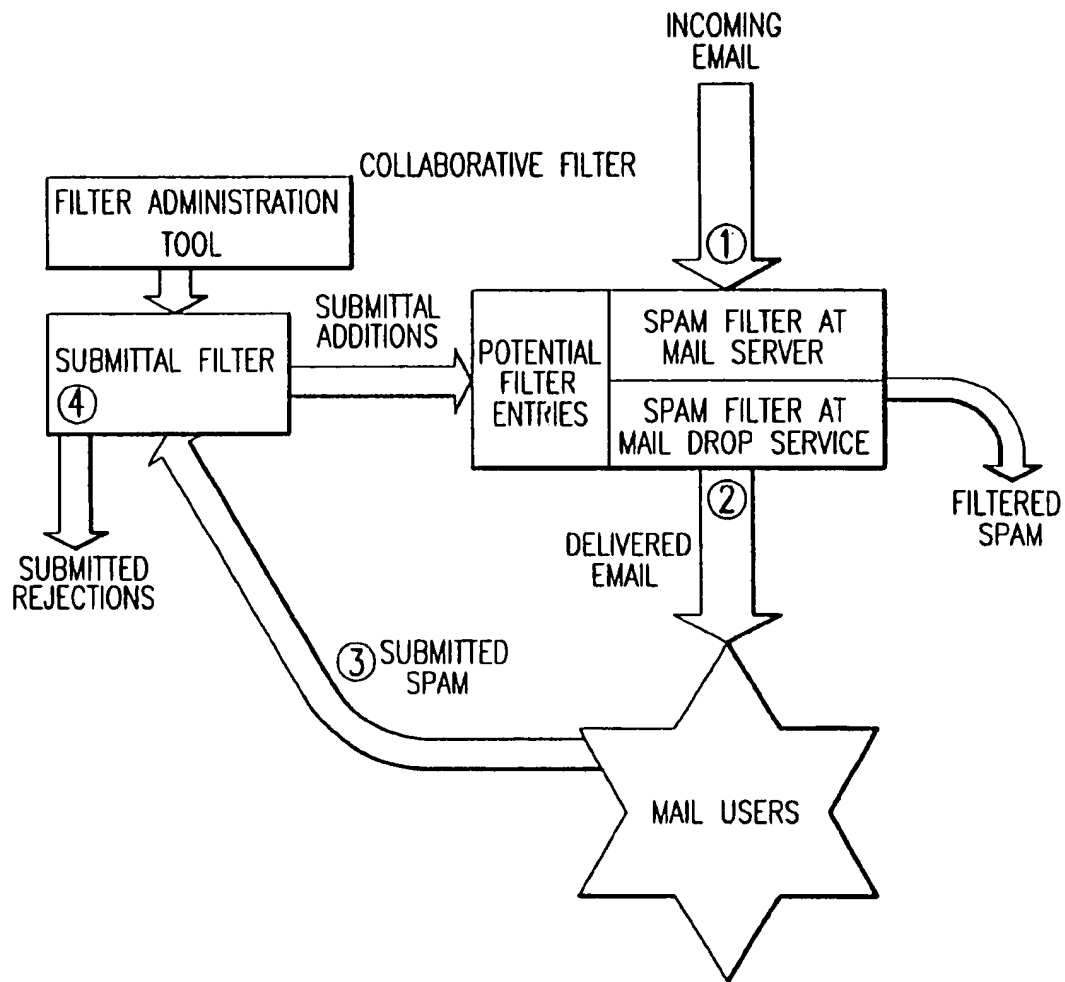 INCOMING
EMAIL
COLLABORATIVE FILTER
FILTER ADMINISTRATION
TOOL
1
SUBMITTAL
ADDITIONS
SUBMITTAL FILTER
4
POTENTIAL
FILTER
ENTRIES
SPAM FILTER AT
MAIL SERVER
SPAM FILTER AT
MAIL DROP SERVICE
2
FILTERED
SPAM
DELIVERED
EMAIL
SUBMITTED
REJECTIONS
3 SUBMITTED
SPAM
MAIL USERS